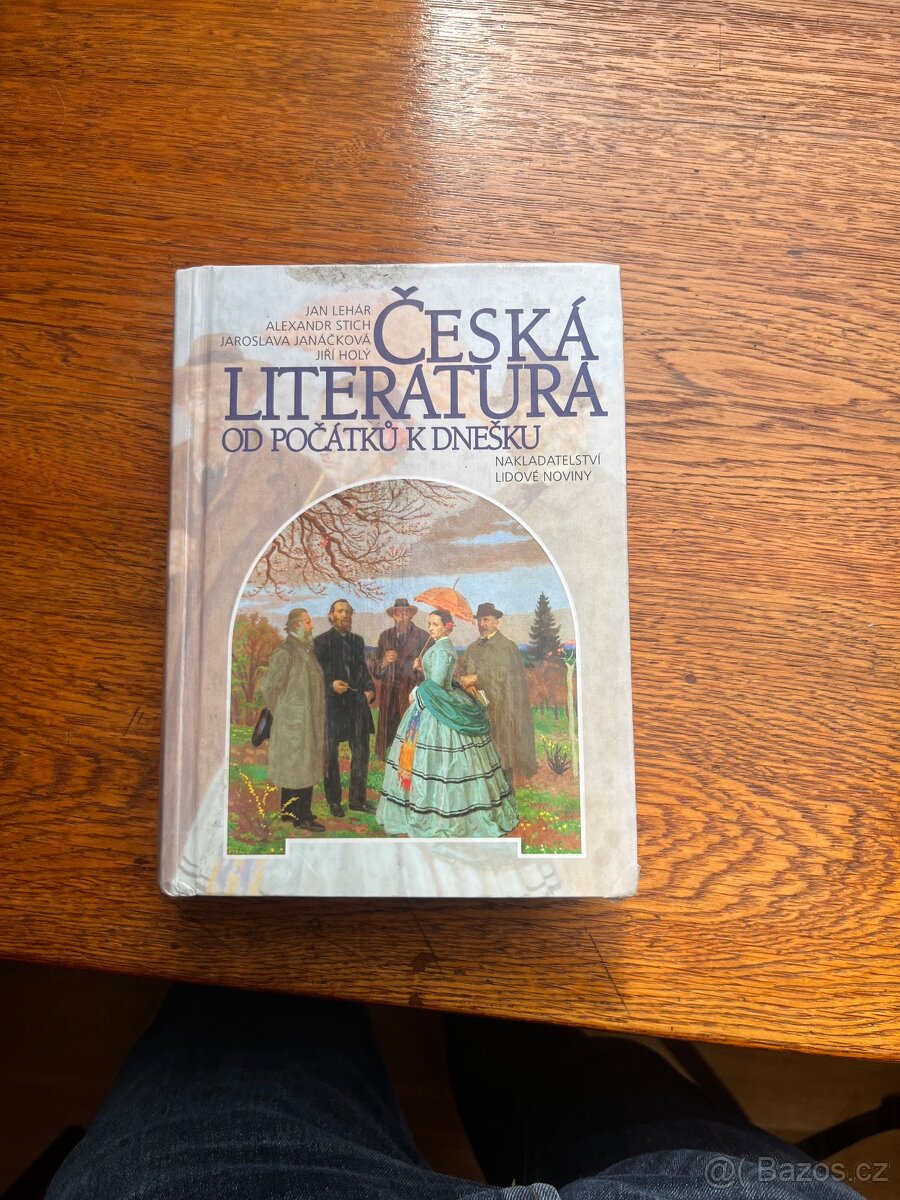 JAN LEHÁR
ALEXANDR STICH
JAROSLAVA JANÁČKOVÁ
JIŘÍ HOLÝ
ČESKÁ
LITERATURA
OD POČÁTKŮ K DNEŠKU
NAKLADATELSTVÍ
LIDOVÉ NOVINY
@( Bazos.cz